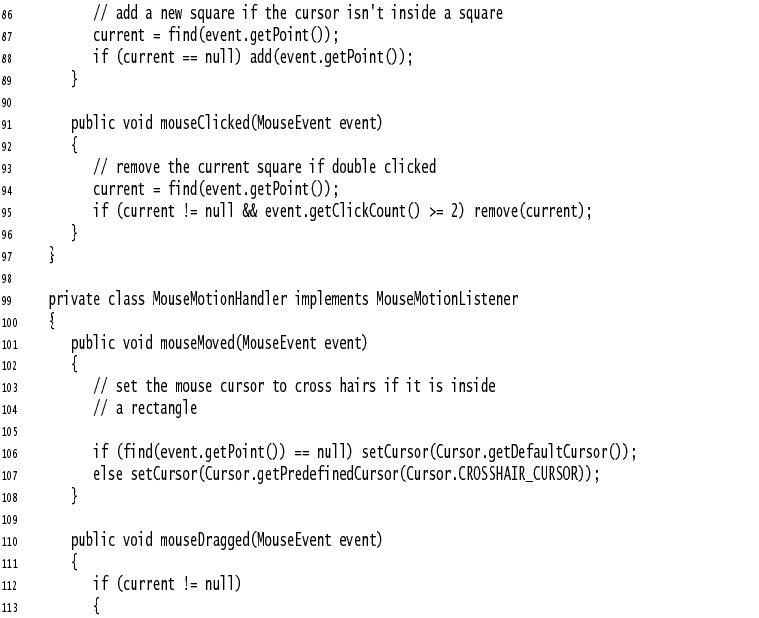 86 // add a new square if the cursor isn't inside a square
87 current = find(event.getPoint());
88 if (current == null) add(event.getPoint());
89 }
90
91 public void mouseClicked(MouseEvent event)
92 {
93 // remove the current square if double clicked
94 current = find(event.getPoint());
95 if (current != null && event.getClickCount() >= 2) remove(current);
96 }
97 }
98
99 private class MouseMotionHandler implements MouseMotionListener
100 {
101 public void mouseMoved(MouseEvent event)
102 {
103 // set the mouse cursor to cross hairs if it is inside
104 // a rectangle
105
106 if (find(event.getPoint()) == null) setCursor(Cursor.getDefaultCursor());
107 else setCursor(Cursor.getPredefinedCursor(Cursor.CROSSHAIR_CURSOR));
108 }
109
110 public void mouseDragged(MouseEvent event)
111 {
112 if (current != null)
113 {